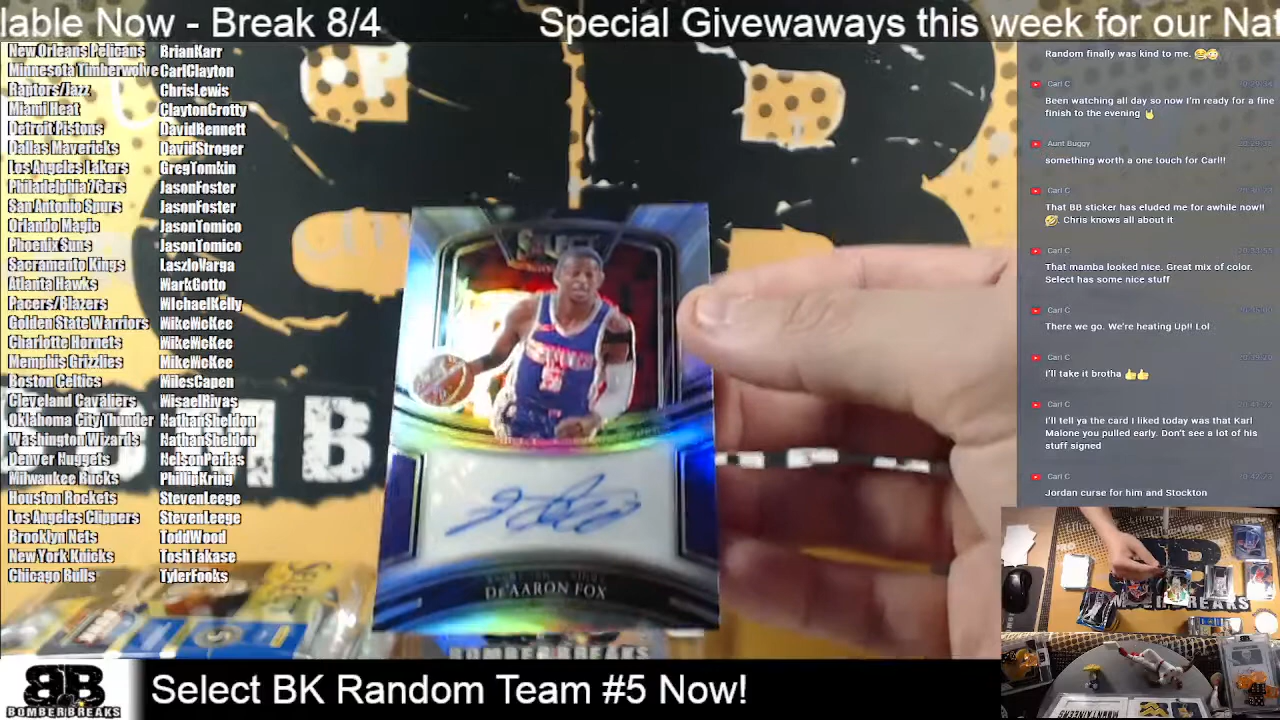 lable Now - Break 8/4 Special Givewaways this week for our Nat
New Orleans Pelicans BrianKarr
Minnesota Timberwolve CarlClayton
Raptors/Jazz ChrisLewis
Miami Heat ClaytonCrotty
Detroit Pistons DavidBennett
Dallas Mavericks DavidStroger
Los Angeles Lakers GregTomkin
Philadelphia 76ers JasonFoster
San Antonio Spurs JasonFoster
Orlando Magic JasonTomico
Phoenix Suns JasonTomico
Sacramento Kings LaszloVarga
Atlanta Hawks MarkGotto
Pacers/Blazers MichaelKelly
Golden State Warriors MikeMcKee
Charlotte Hornets MikeMcKee
Memphis Grizzlies MikeMcKee
Boston Celtics MilesCapen
Cleveland Cavaliers MisaelRivas
Oklahoma City/Thunder NathanSheldon
Washington Wizards NathanSheldon
Denver Nuggets NelsonPerlas
Milwaukee Bucks PhillipKring
Houston Rockets StevenLeege
Los Angeles Clippers StevenLeege
Brooklyn Nets ToddWood
New York Knicks ToshTakase
Chicago Bulls TylerFooks
SELECT
DE'AARON FOX
Random finally was kind to me.
Carl C
Been watching all day so now I'm ready for a fine
finish to the evening
Aunt Buggy
something worth a one touch for Carl!!
Carl C
That BB sticker has eluded me for awhile now!!
Chris knows all about it
Carl C
That mamba looked nice. Great mix of color.
Select has some nice stuff
Carl C
There we go. We're heating Up!! Lol
Carl C
I'll take it brotha
Carl C
I'll tell ya the card I liked today was that Karl
Malone you pulled early. Don't see a lot of his
stuff signed
Carl C
Jordan curse for him and Stockton
BOMBERBREAKS
BB
BOMBERBREAKS
Select BK Random Team #5 Now!